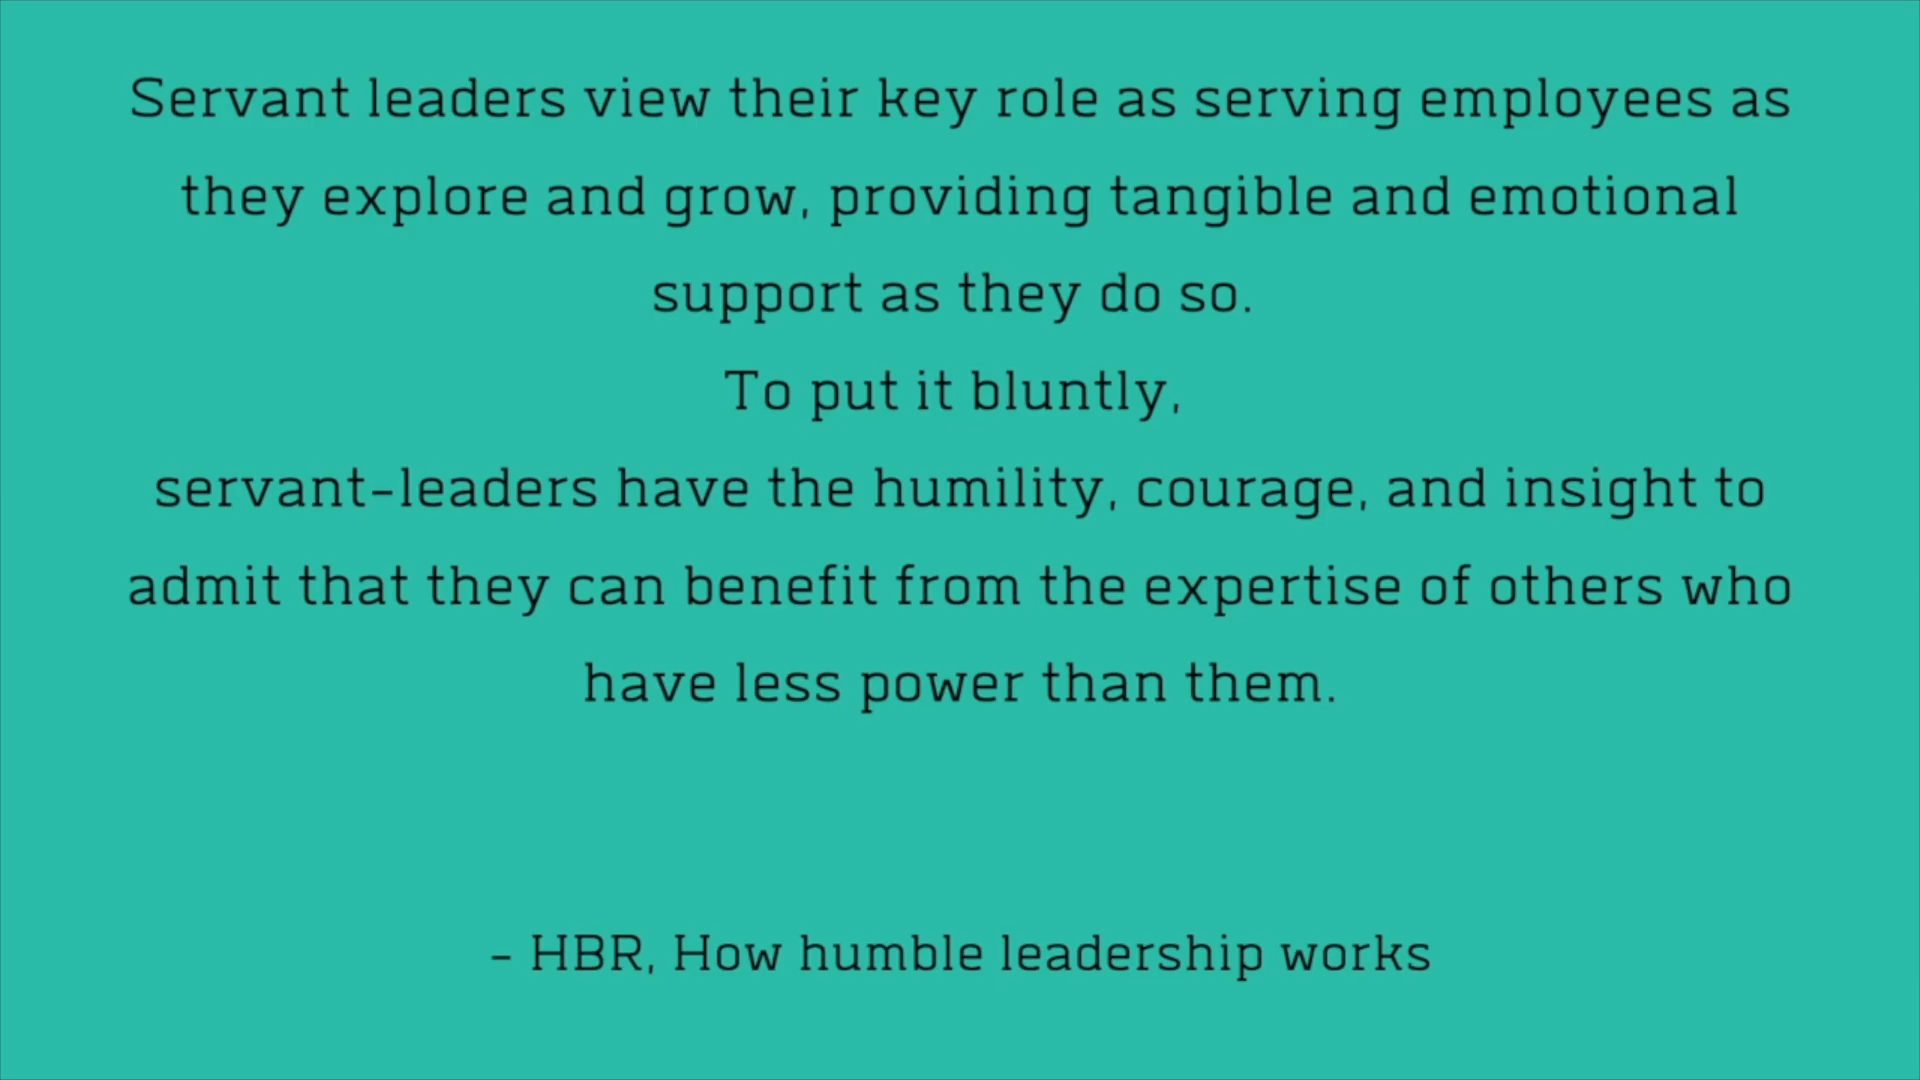 Servant leaders view their key role as serving employees as
they explore and grow, providing tangible and emotional
support as they do so.
To put it bluntly,
servant-leaders have the humility, courage, and insight to
admit that they can benefit from the expertise of others who
have less power than them.
- HBR, How humble leadership works